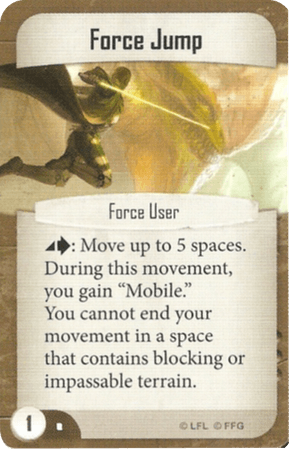 Force Jump
Force User
: Move up to 5 spaces.
During this movement,
you gain “Mobile.”
You cannot end your
movement in a space
that contains blocking or
impassable terrain.
1
© LFL © FFG